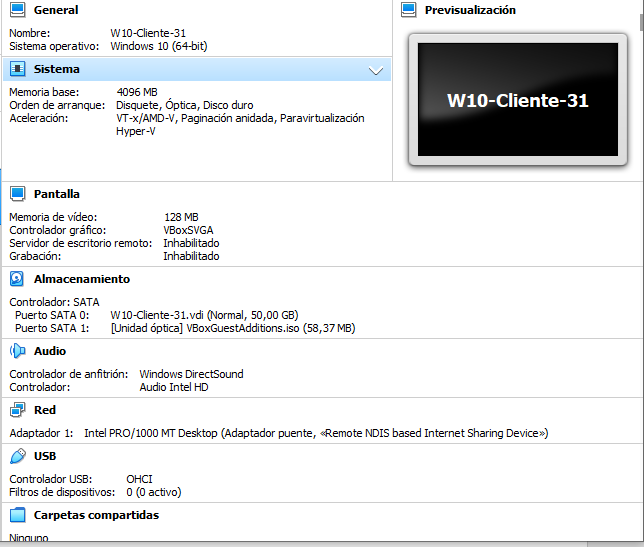 General
Nombre: W10-Cliente-31
Sistema operativo: Windows 10 (64-bit)
Previsualización
W10-Cliente-31
Sistema
Memoria base: 4096 MB
Orden de arranque: Disquete, Óptica, Disco duro
Aceleración: VT-x/AMD-V, Paginación anidada, Paravirtualización
Hyper-V
Pantalla
Memoria de vídeo: 128 MB
Controlador gráfico: VBoxSVGA
Servidor de escritorio remoto: Inhabilitado
Grabación: Inhabilitado
Almacenamiento
Controlador: SATA
Puerto SATA 0: W10-Cliente-31.vdi (Normal, 50,00 GB)
Puerto SATA 1: [Unidad óptica] VBoxGuestAdditions.iso (58,37 MB)
Audio
Controlador de anfitrión: Windows DirectSound
Controlador: Audio Intel HD
Red
Adaptador 1: Intel PRO/1000 MT Desktop (Adaptador puente, «Remote NDIS based Internet Sharing Device»)
USB
Controlador USB: OHCI
Filtros de dispositivos: 0 (0 activo)
Carpetas compartidas
Ninguno